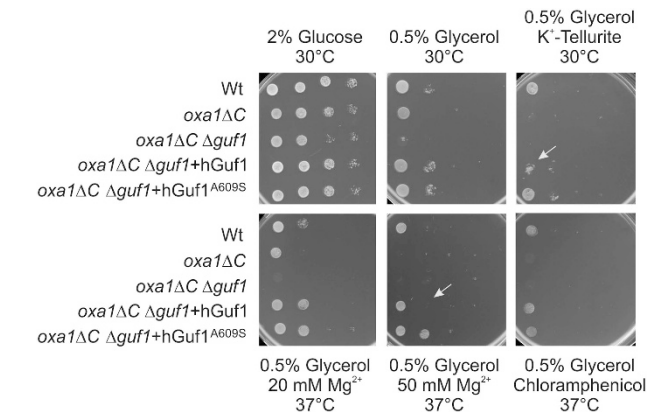 0.5% Glycerol
2% Glucose 0.5% Glycerol K⁺-Tellurite
30°C 30°C 30°C
Wt
oxa1ΔC
oxa1ΔC Δguf1
oxa1ΔC Δguf1+hGuf1
oxa1ΔC Δguf1+hGuf1ᴬ⁶⁰⁹ˢ
Wt
oxa1ΔC
oxa1ΔC Δguf1
oxa1ΔC Δguf1+hGuf1
oxa1ΔC Δguf1+hGuf1ᴬ⁶⁰⁹ˢ
0.5% Glycerol 0.5% Glycerol 0.5% Glycerol
20 mM Mg²⁺ 50 mM Mg²⁺ Chloramphenicol
37°C 37°C 37°C